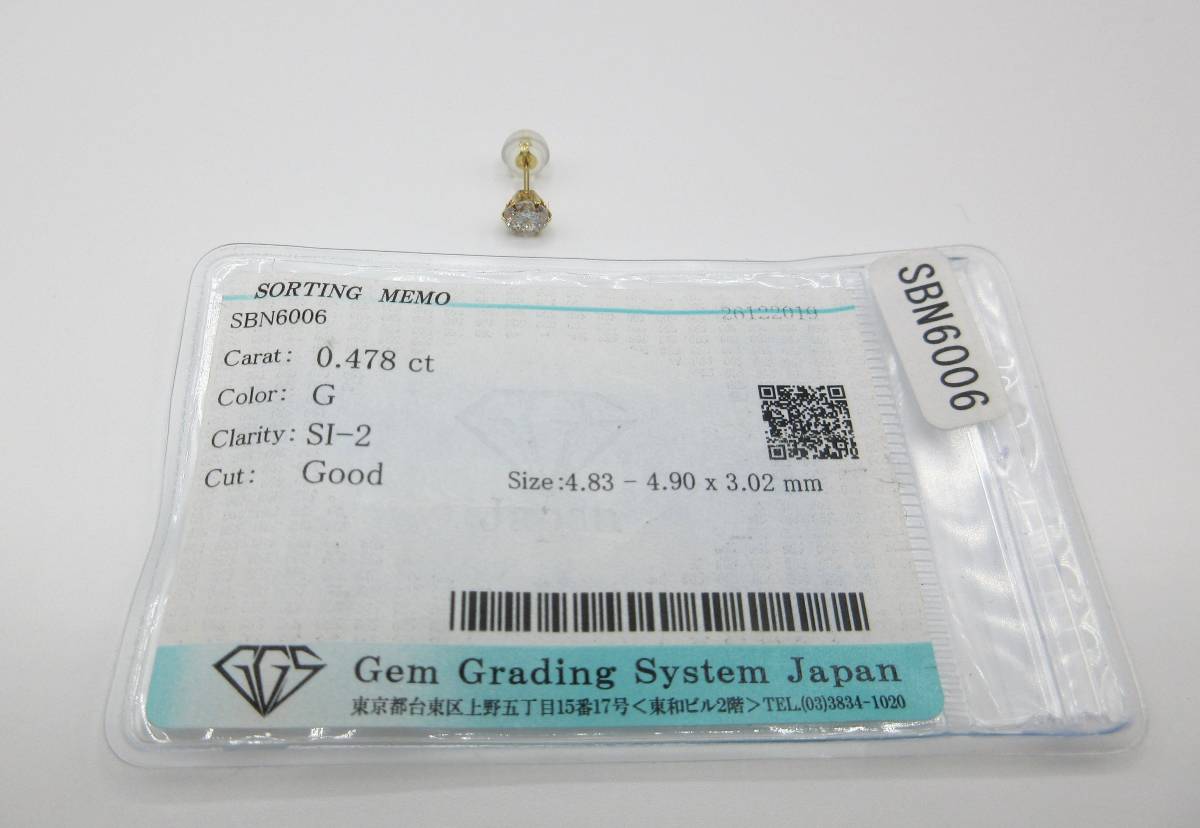 SORTING MEMO
26122019
SBN6006
Carat: 0.478 ct
Color: G
Clarity: SI-2
Cut: Good
Size:4.83 - 4.90 x 3.02 mm
GGS
Gem Grading System Japan
東京都台東区上野五丁目15番17号<東和ビル2階>TEL.(03)3834-1020
SBN6006